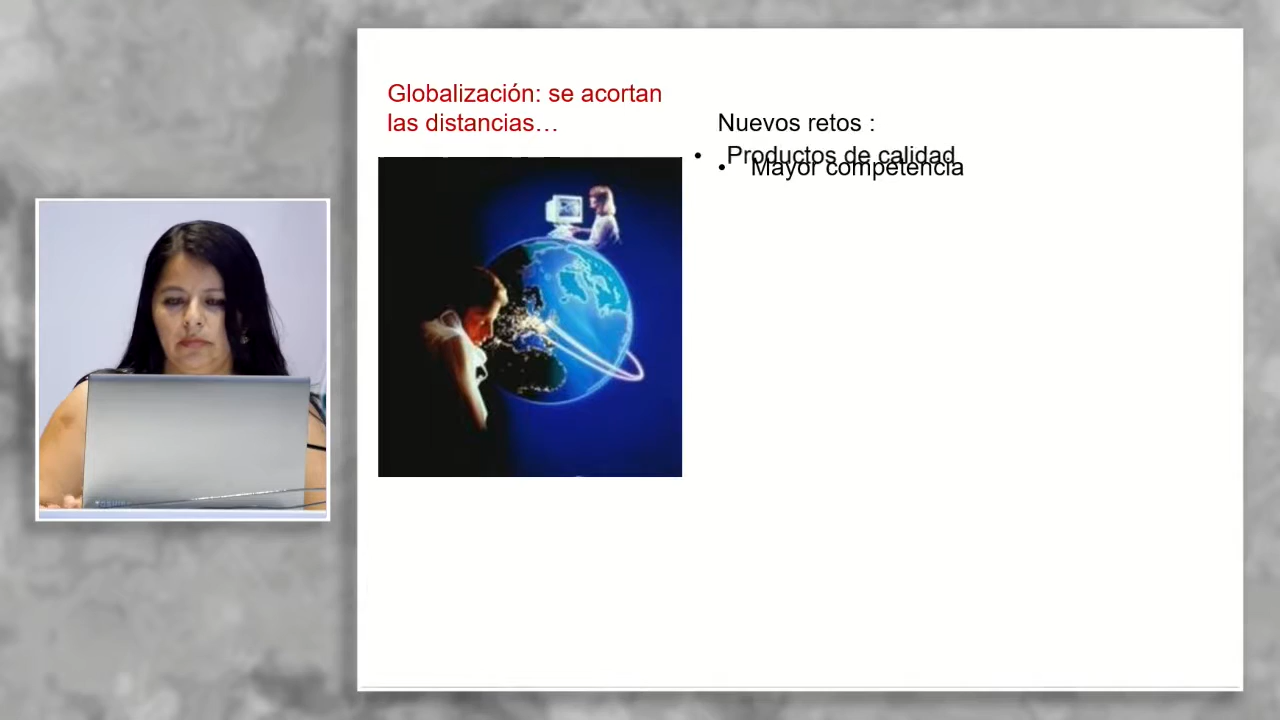 Globalización: se acortan
las distancias…
Nuevos retos :
• Productos de calidad
• Mayor competencia